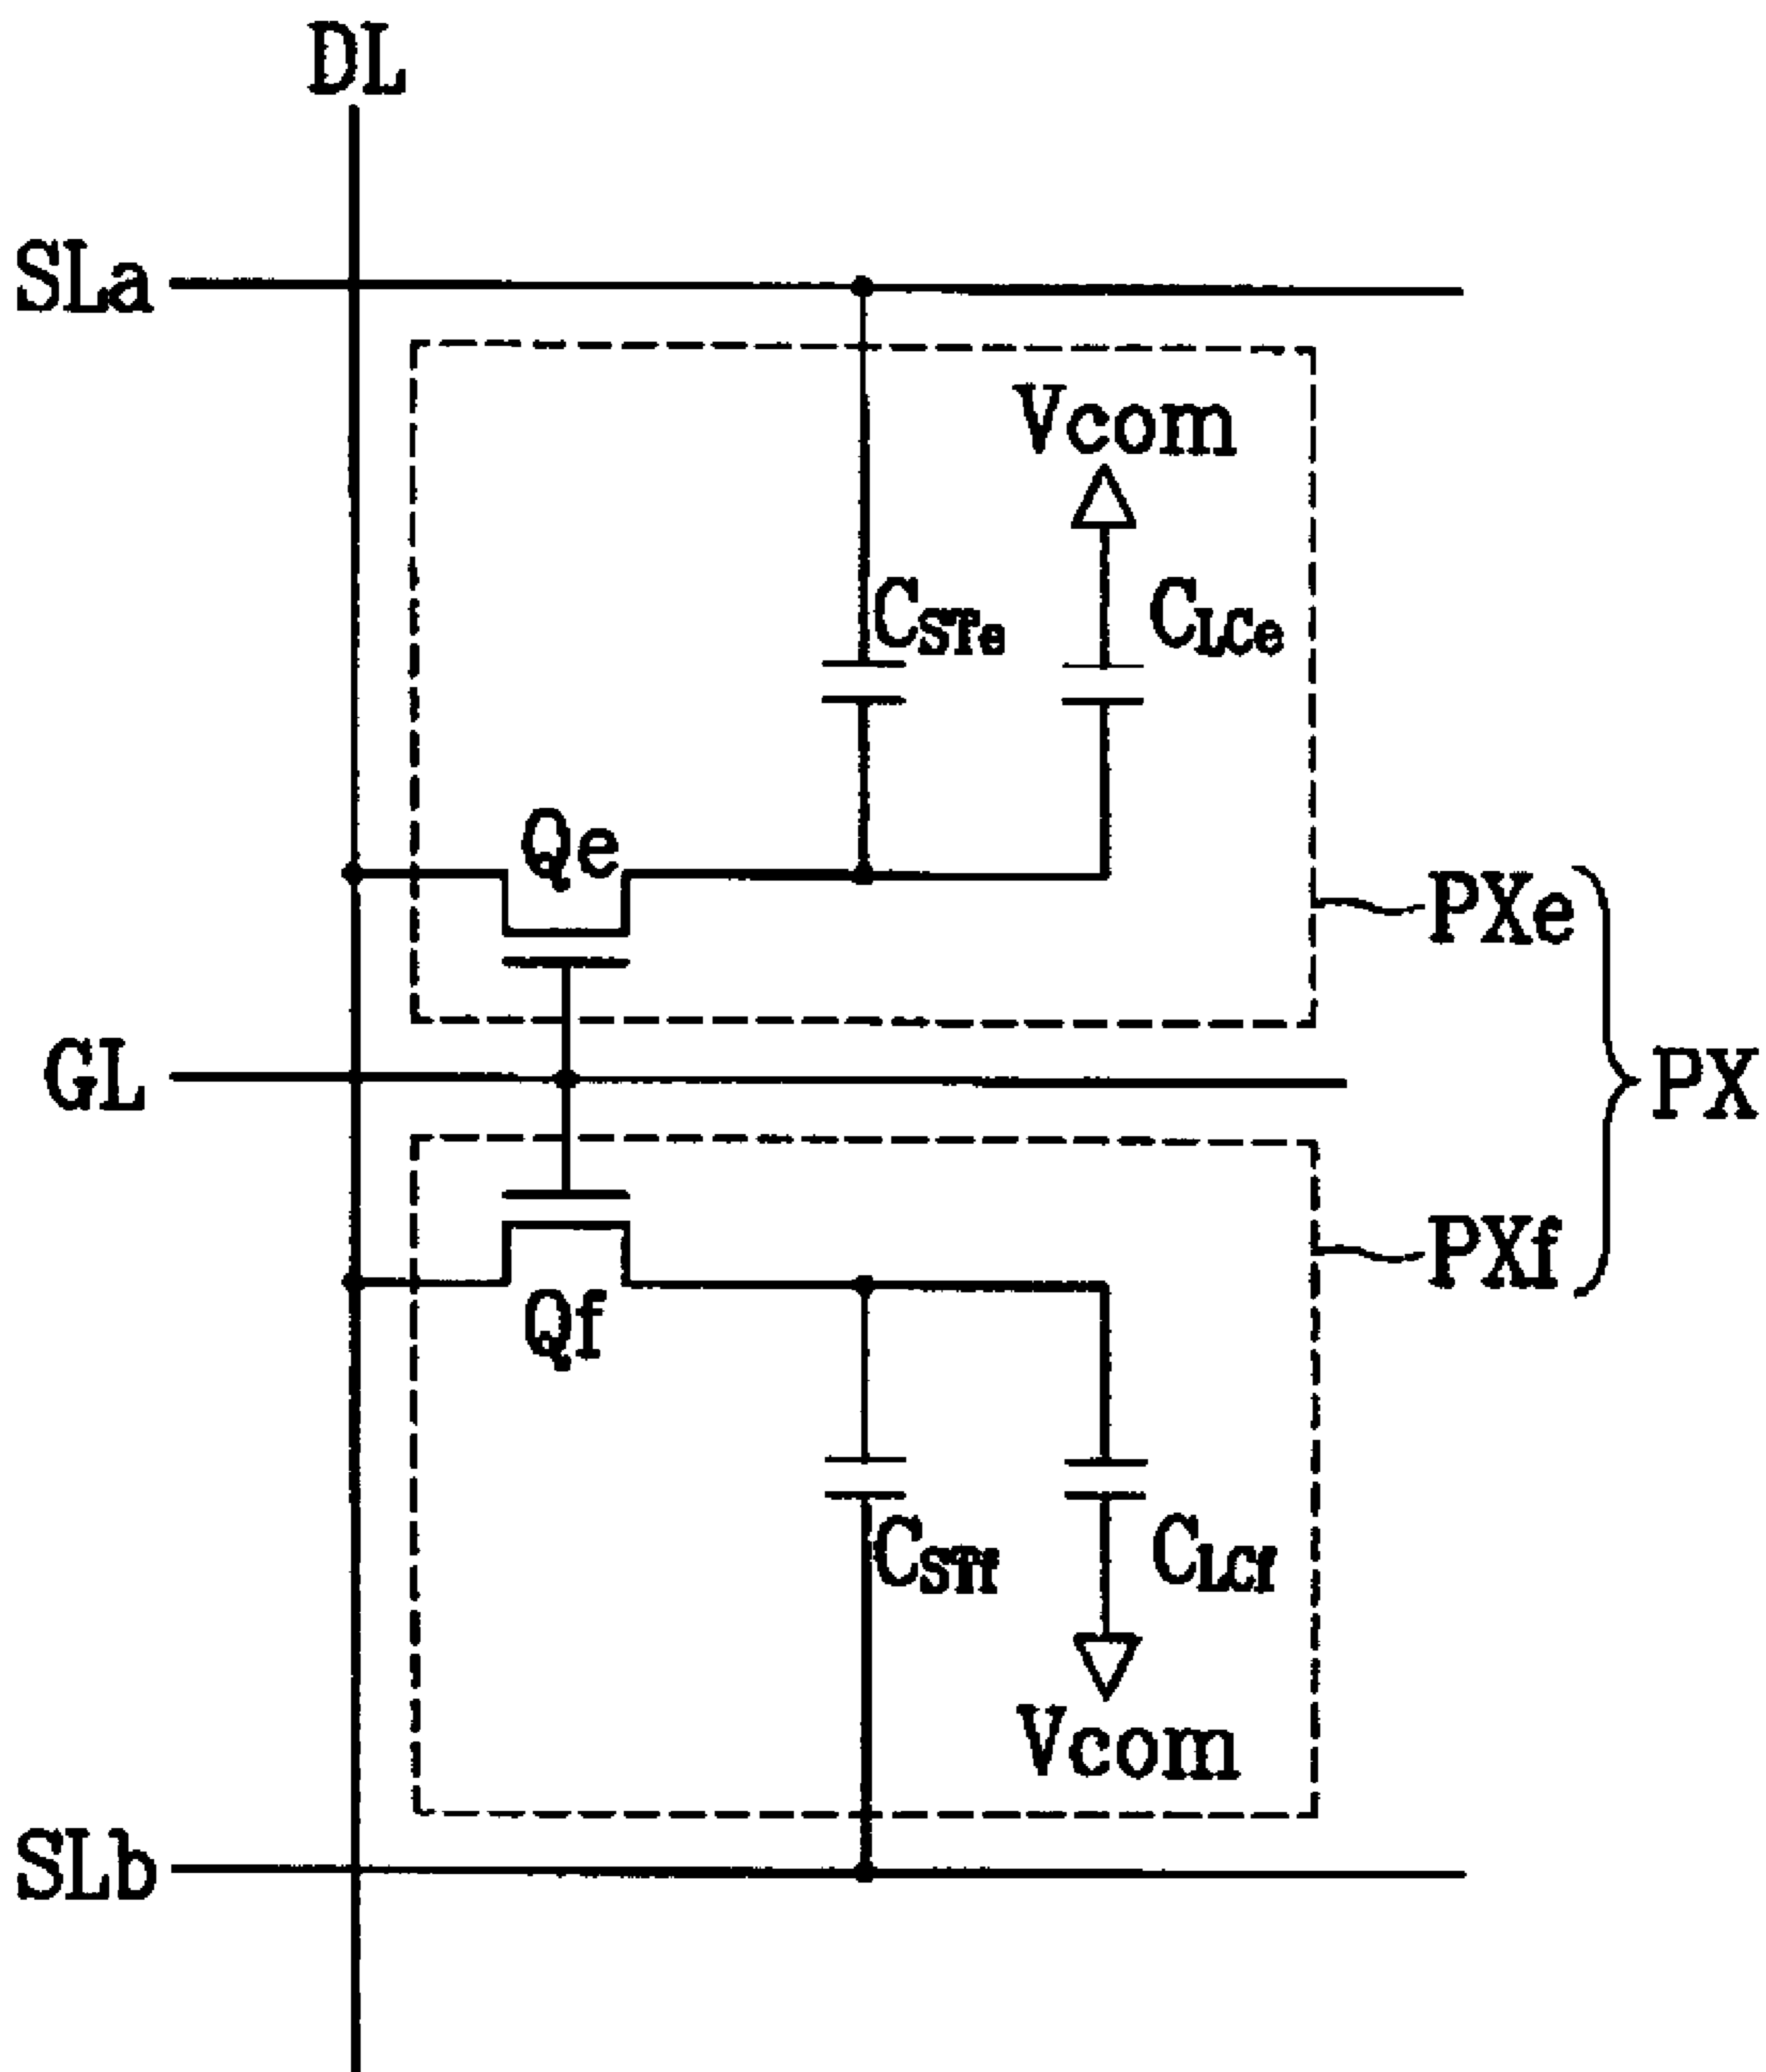 DL
SLa
Vcom
CSTe
CLCe
Qe
PXe
GL
PX
PXf
Qf
CSTf
CLCf
Vcom
SLb